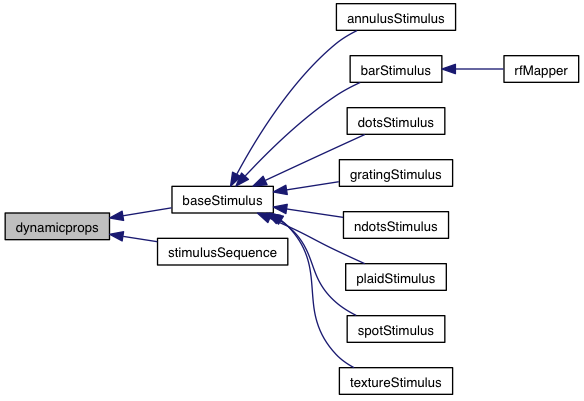 annulusStimulus
barStimulus
rfMapper
dotsStimulus
gratingStimulus
baseStimulus
dynamicprops
ndotsStimulus
stimulusSequence
plaidStimulus
spotStimulus
textureStimulus